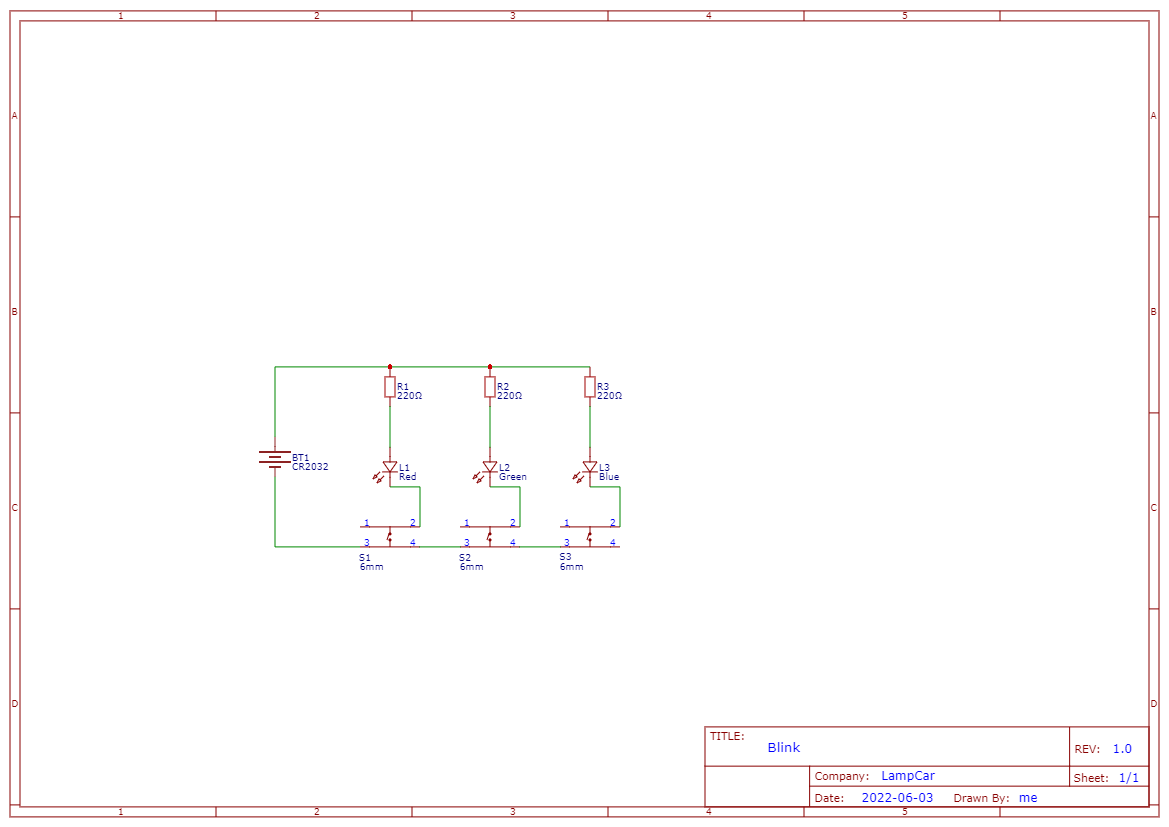 1 2 3 4 5
A A
B B
R1 R2 R3
220Ω 220Ω 220Ω
BT1
CR2032
L1 L2 L3
Red Green Blue
C C
1 2 1 2 1 2
3 4 3 4 3 4
S1 S2 S3
6mm 6mm 6mm
D D
TITLE:
Blink
REV: 1.0
Company: LampCar
Sheet: 1/1
Date: 2022-06-03 Drawn By: me
1 2 3 4 5